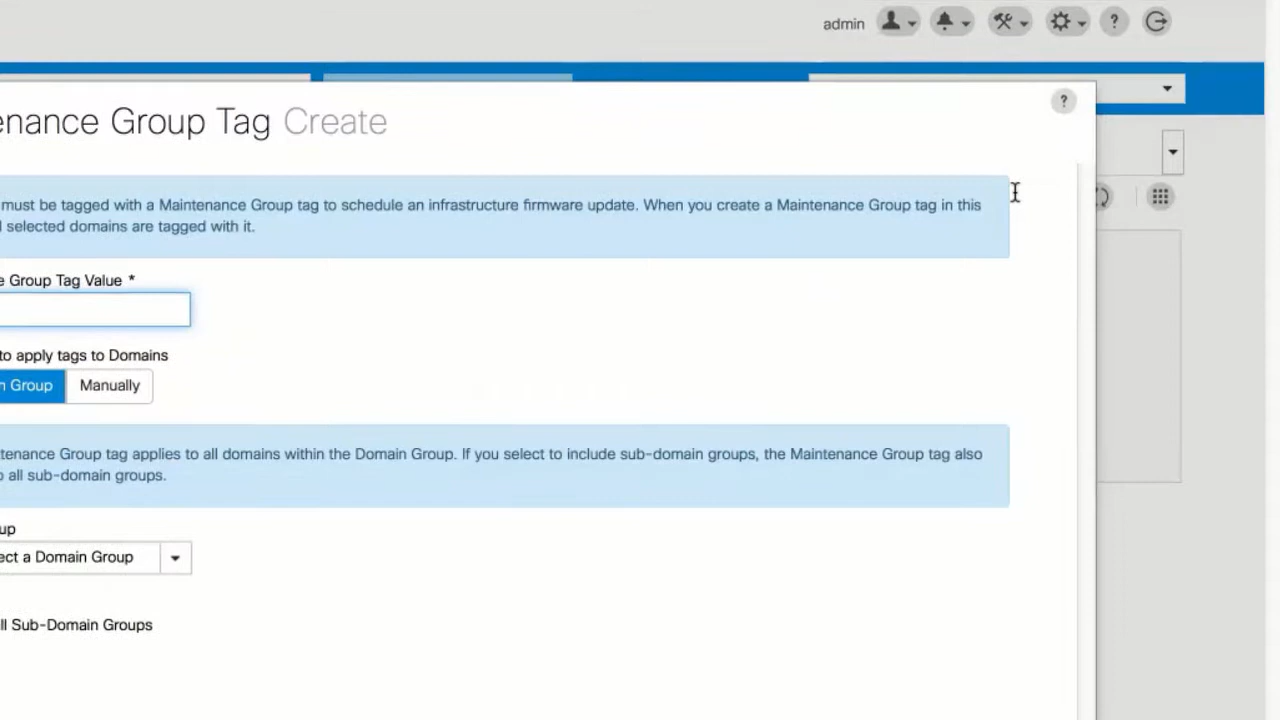 admin
enance Group Tag Create
must be tagged with a Maintenance Group tag to schedule an infrastructure firmware update. When you create a Maintenance Group tag in this
selected domains are tagged with it.
e Group Tag Value *
to apply tags to Domains
n Group Manually
tenance Group tag applies to all domains within the Domain Group. If you select to include sub-domain groups, the Maintenance Group tag also
o all sub-domain groups.
up
ect a Domain Group
ll Sub-Domain Groups